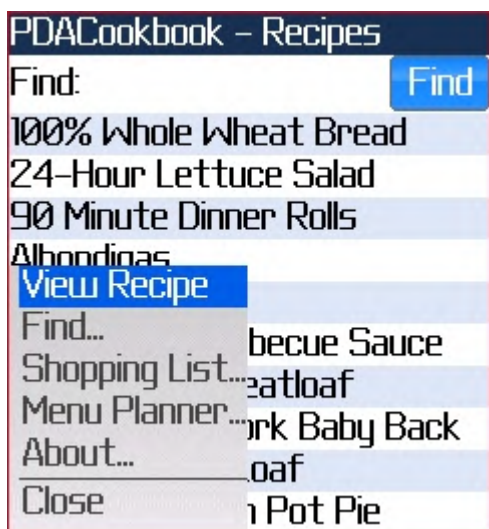 PDACookbook – Recipes
Find:
Find
100% Whole Wheat Bread
24-Hour Lettuce Salad
90 Minute Dinner Rolls
Albondigas
View Recipe
Find...
becue Sauce
Shopping List...
eatloaf
Menu Planner...
ork Baby Back
About...
oaf
Close
n Pot Pie